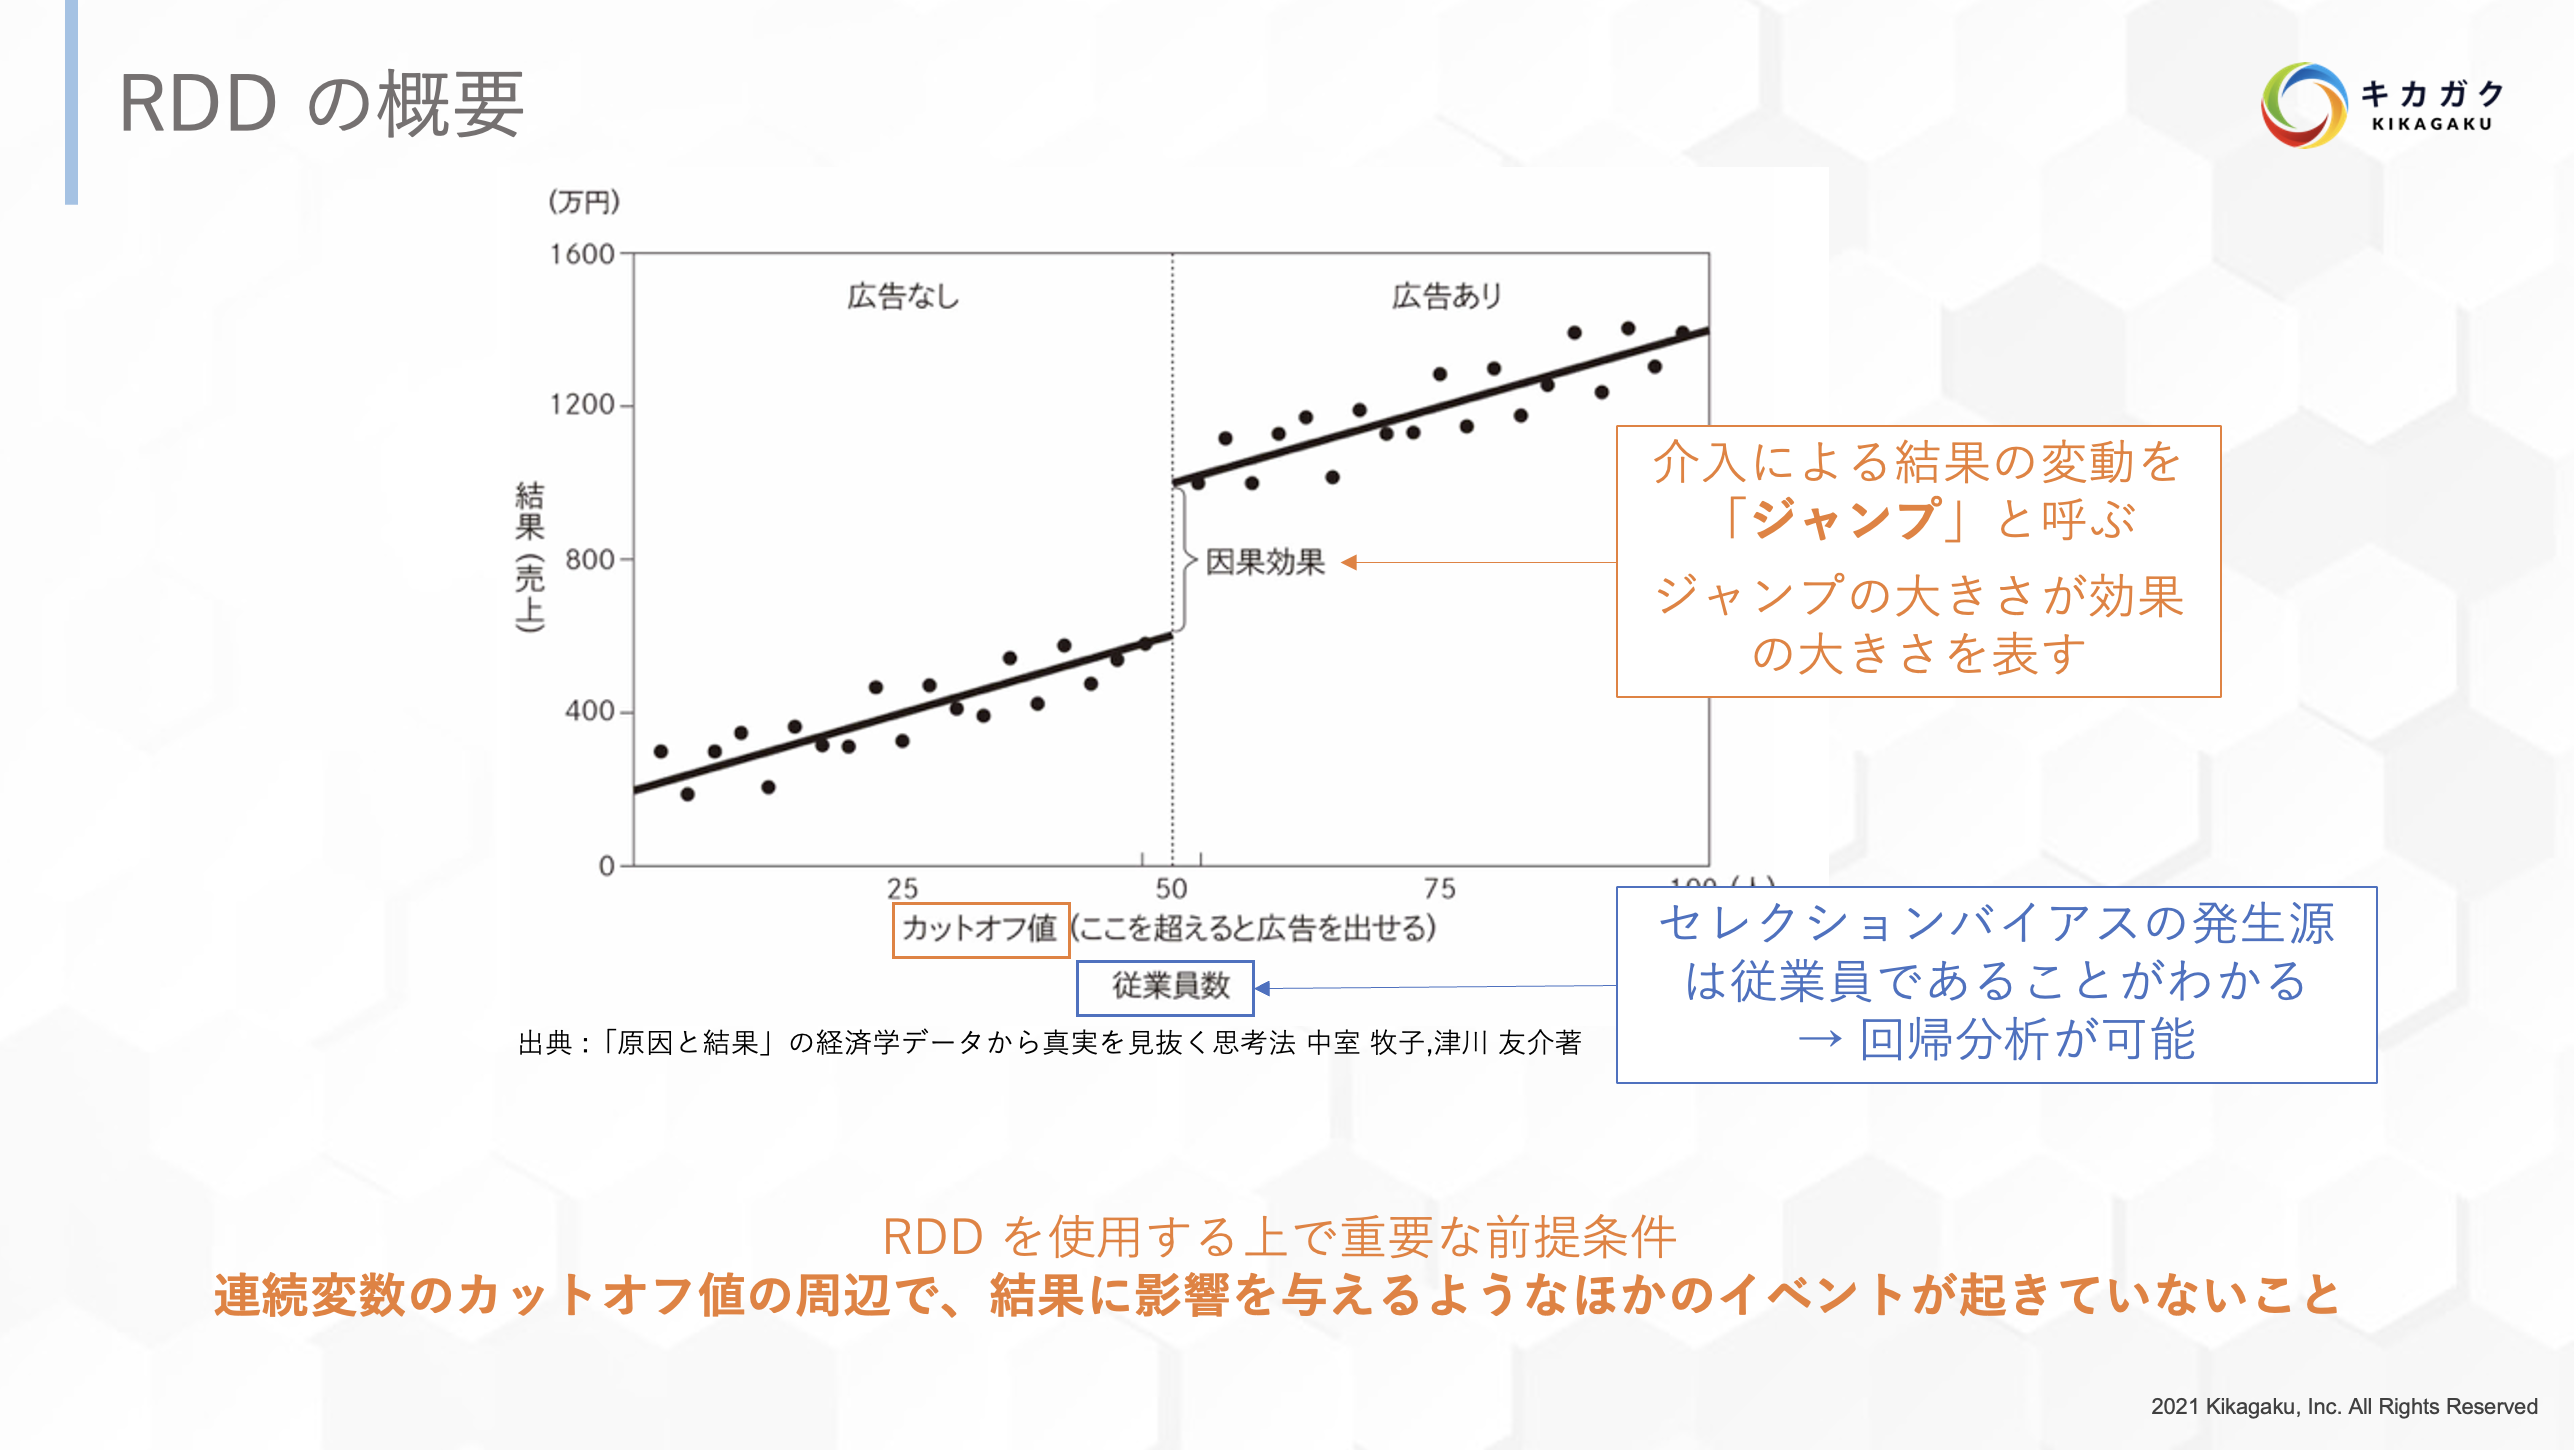 RDD の概要
キカガク
KIKAGAKU
(万円)
1600
広告なし
広告あり
1200
介入による結果の変動を
「ジャンプ」と呼ぶ
ジャンプの大きさが効果
の大きさを表す
結果(売上)
800
因果効果
400
0
25
50
75
カットオフ値(ここを超えると広告を出せる)
従業員数
セレクションバイアスの発生源
は従業員であることがわかる
→ 回帰分析が可能
出典:「原因と結果」の経済学データから真実を見抜く思考法 中室 牧子,津川 友介著
RDD を使用する上で重要な前提条件
連続変数のカットオフ値の周辺で、結果に影響を与えるようなほかのイベントが起きていないこと
2021 Kikagaku, Inc. All Rights Reserved